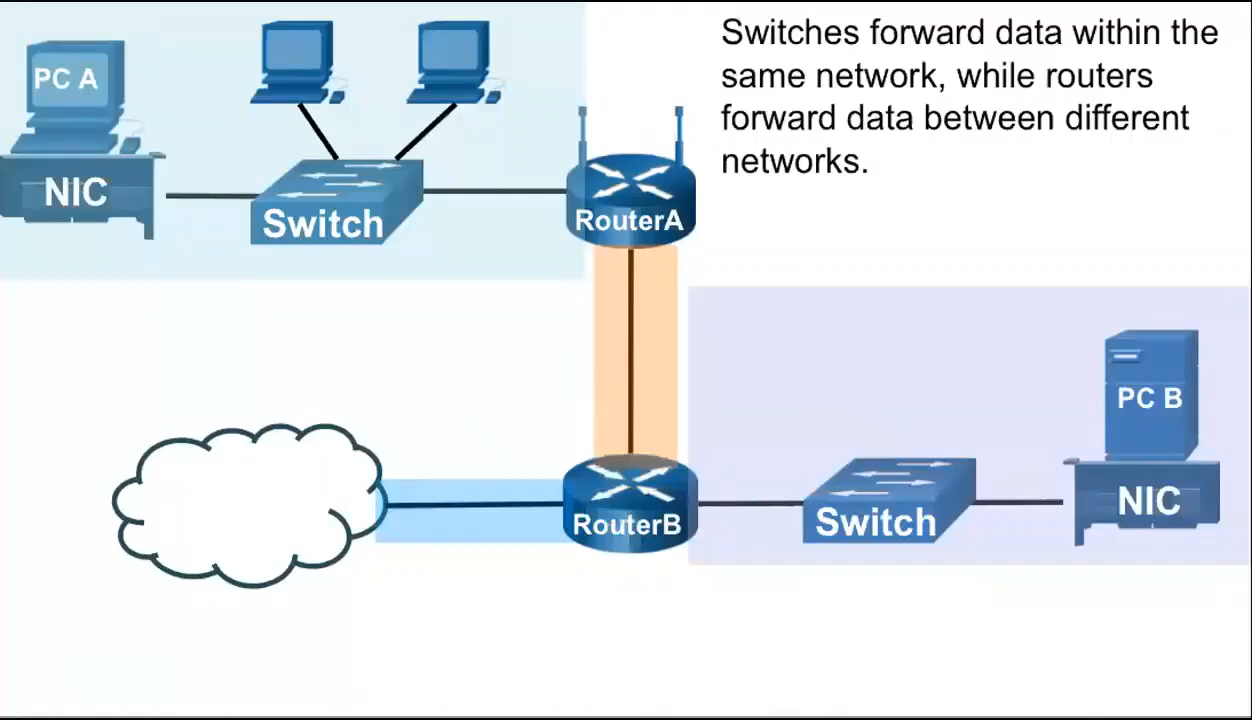 Switches forward data within the
same network, while routers
forward data between different
networks.
PC A
NIC
Switch
RouterA
PC B
RouterB
Switch
NIC